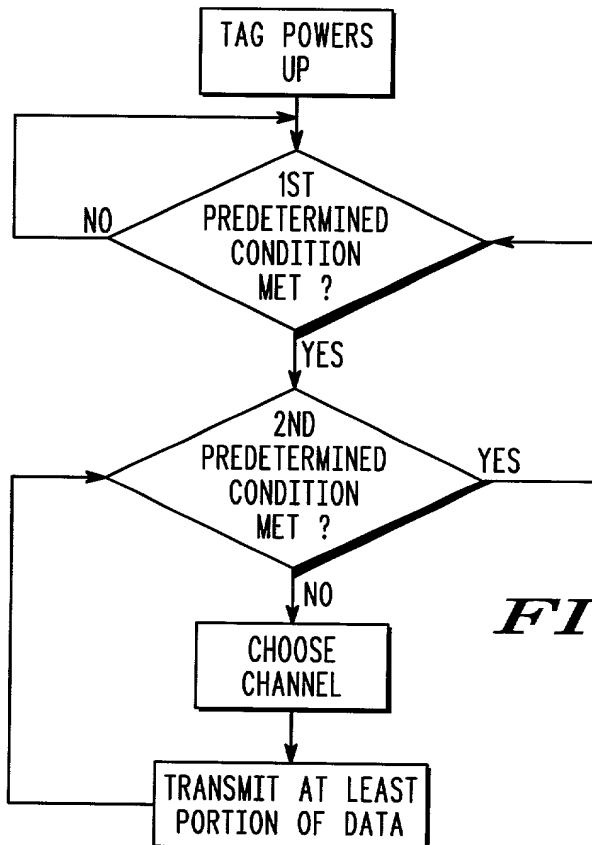 TAG POWERS
UP
1ST
PREDETERMINED
CONDITION
MET ?
NO
YES
2ND
PREDETERMINED
CONDITION
MET ?
YES
NO
FI
CHOOSE
CHANNEL
TRANSMIT AT LEAST
PORTION OF DATA